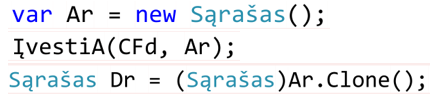 var Ar = new Sąrašas();
ĮvestiA(CFd, Ar);
Sąrašas Dr = (Sąrašas)Ar.Clone();